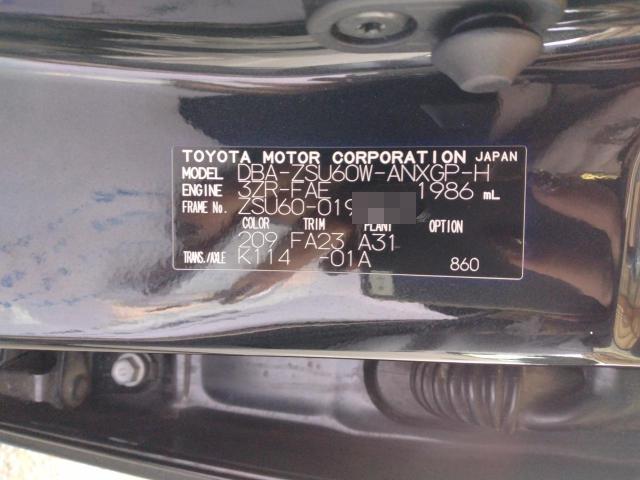 TOYOTA MOTOR CORPORATION JAPAN
MODEL DBA-ZSU60W-ANXGP-H
ENGINE 3ZR-FAE 1986 mL
FRAME No. ZSU60-019
COLOR TRIM PLANT OPTION
209 FA23 A31
TRANS./AXLE K114 -01A 860